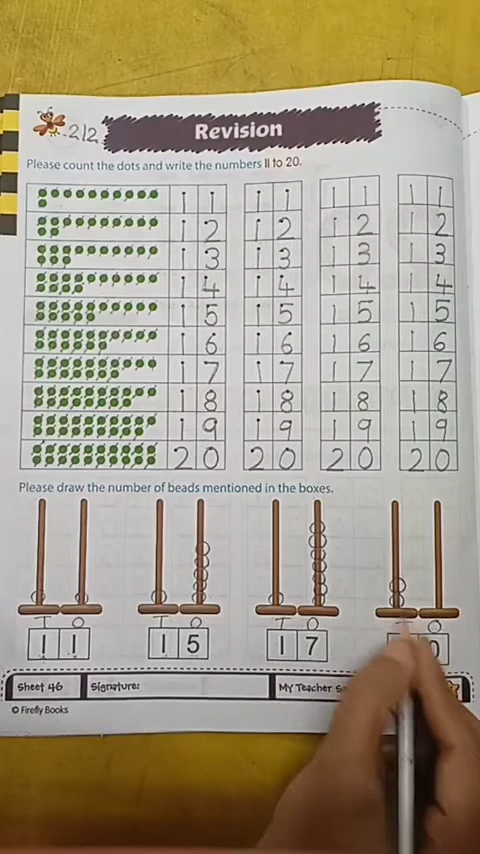 212
Revision
Please count the dots and write the numbers 11 to 20.
1 1 1 1 1 1 1 1
1 2 1 2 1 2 1 2
1 3 1 3 1 3 1 3
1 4 1 4 1 4 1 4
1 5 1 5 1 5 1 5
1 6 1 6 1 6 1 6
1 7 1 7 1 7 1 7
1 8 1 8 1 8 1 8
1 9 1 9 1 9 1 9
2 0 2 0 2 0 2 0
Please draw the number of beads mentioned in the boxes.
T O T O T O T O
1 1 1 5 1 7 0
Sheet 46 Signature: My Teacher
© Firefly Books